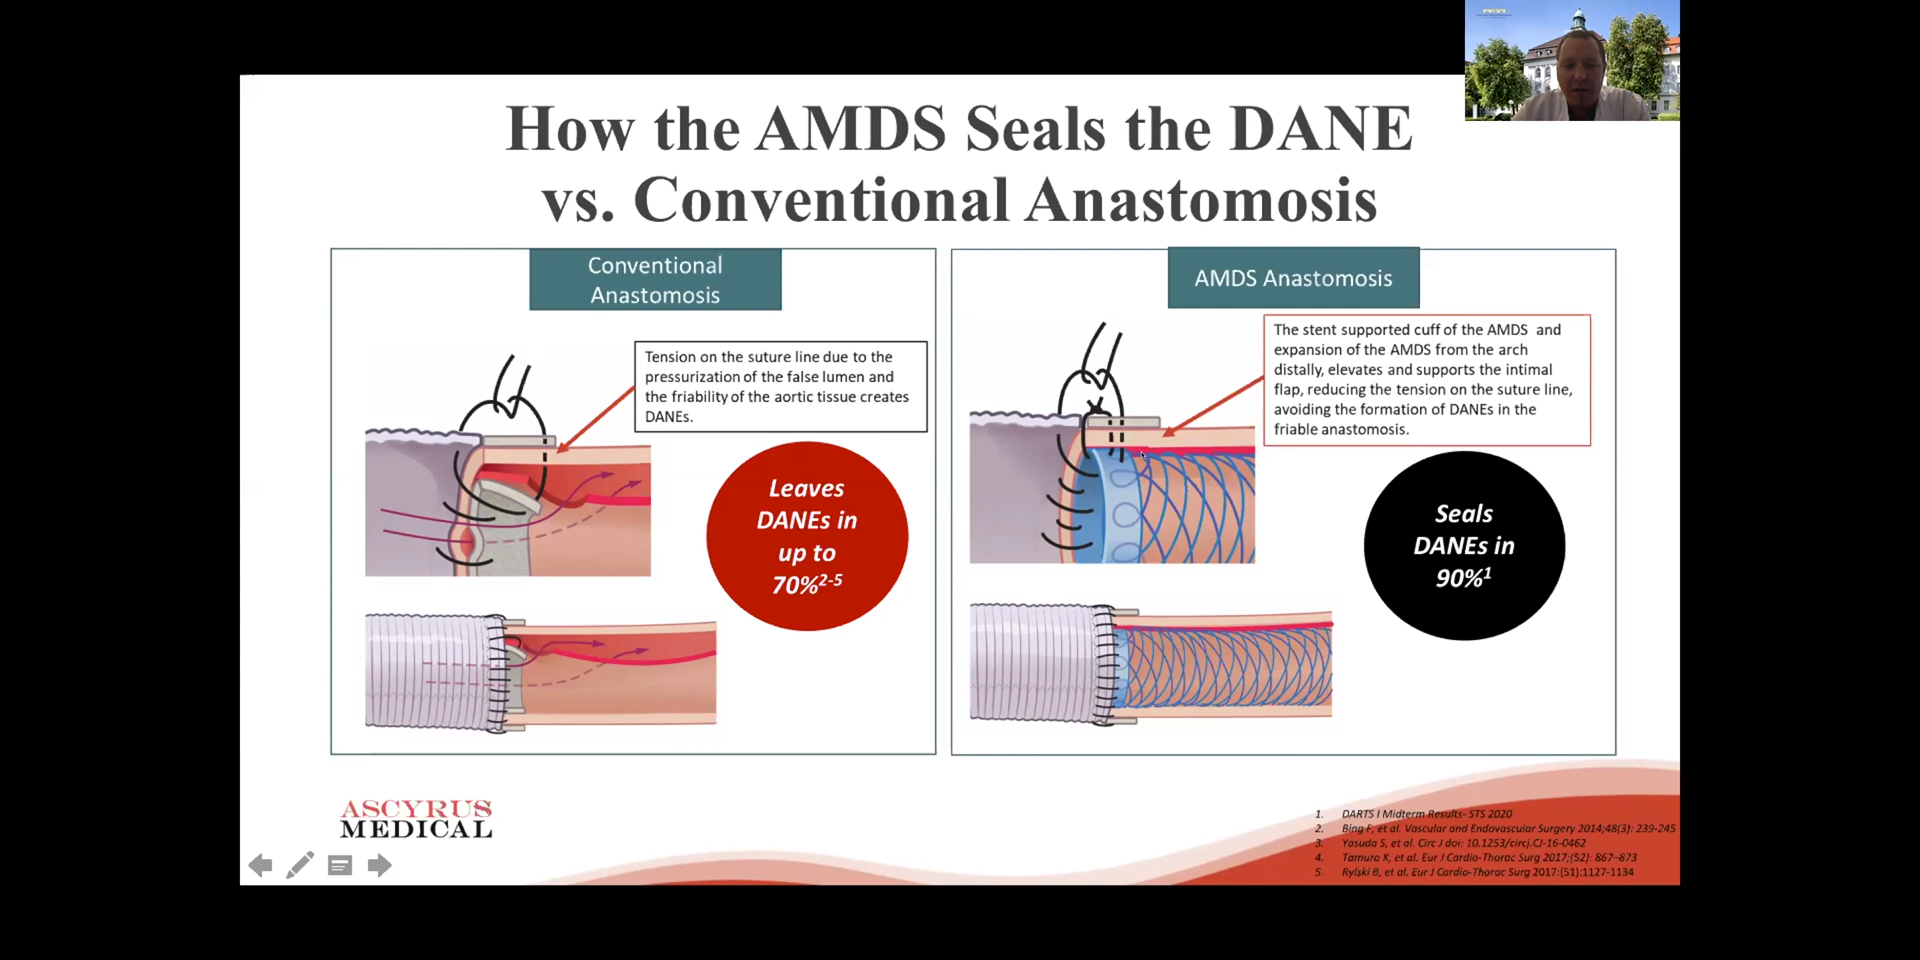 How the AMDS Seals the DANE
vs. Conventional Anastomosis
Conventional
Anastomosis
Tension on the suture line due to the
pressurization of the false lumen and
the friability of the aortic tissue creates
DANEs.
Leaves
DANEs in
up to
70%2-5
AMDS Anastomosis
The stent supported cuff of the AMDS and
expansion of the AMDS from the arch
distally, elevates and supports the intimal
flap, reducing the tension on the suture line,
avoiding the formation of DANEs in the
friable anastomosis.
Seals
DANEs in
90%1
ASCYRUS
MEDICAL
1. DARTS I Midterm Results- STS 2020
2. Bing F, et al. Vascular and Endovascular Surgery 2014;48(3): 239-245
3. Yasuda S, et al. Circ J doi: 10.1253/circj.CJ-16-0462
4. Tamura K, et al. Eur J Cardio-Thorac Surg 2017;(52): 867–873
5. Rylski B, et al. Eur J Cardio-Thorac Surg 2017:(51):1127-1134